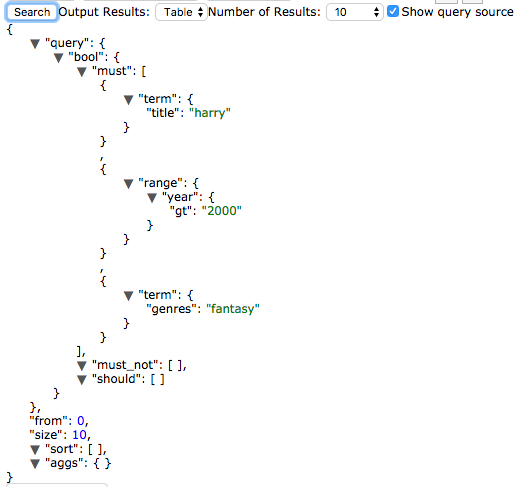 Search Output Results: Table Number of Results: 10 Show query source
{
▼ "query": {
▼ "bool": {
▼ "must": [
{
▼ "term": {
"title": "harry"
}
}
,
{
▼ "range": {
▼ "year": {
"gt": "2000"
}
}
}
,
{
▼ "term": {
"genres": "fantasy"
}
}
],
▼ "must_not": [ ],
▼ "should": [ ]
}
},
"from": 0,
"size": 10,
▼ "sort": [ ],
▼ "aggs": { }
}